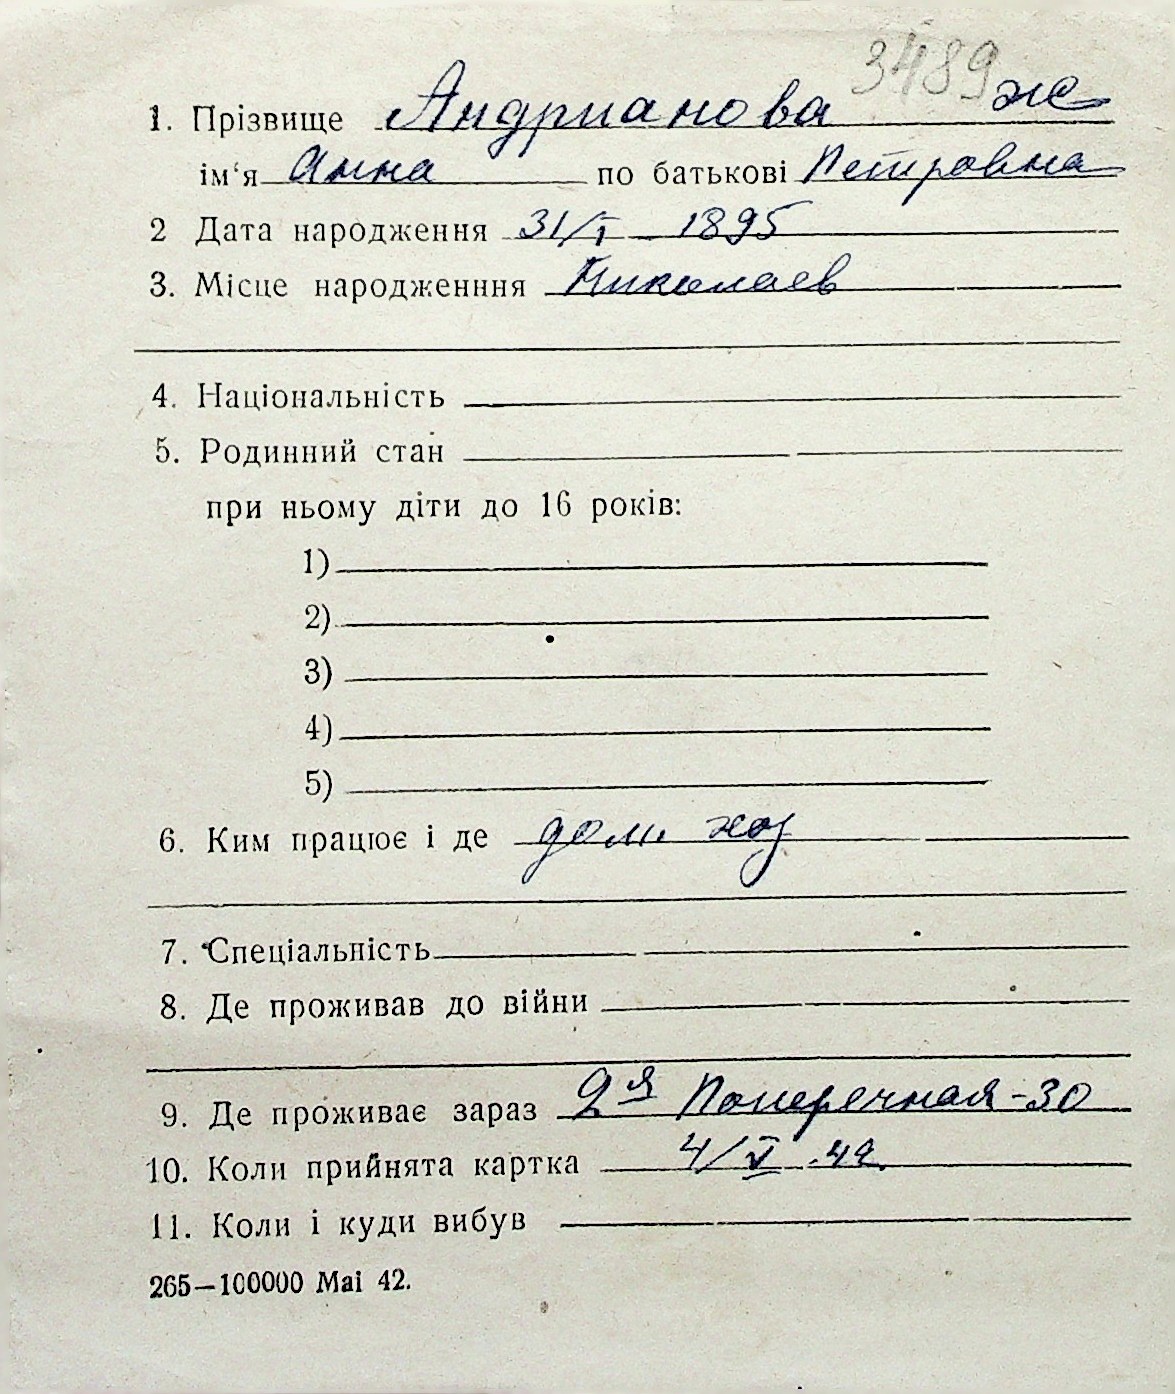 3489
1. Прізвище Андрианова ж
ім‘я Анна по батькові Петровна
2 Дата народження 31/I 1895
3. Місце народженння Николаев
4. Національність
5. Родинний стан
при ньому діти до 16 років:
1)
2)
3)
4)
5)
6. Ким працює і де дом. хоз
7. Спеціальність
8. Де проживав до війни
9. Де проживає зараз 2я Поперечная-30
10. Коли прийнята картка 4/V.42.
11. Коли і куди вибув
265—100000 Mai 42.